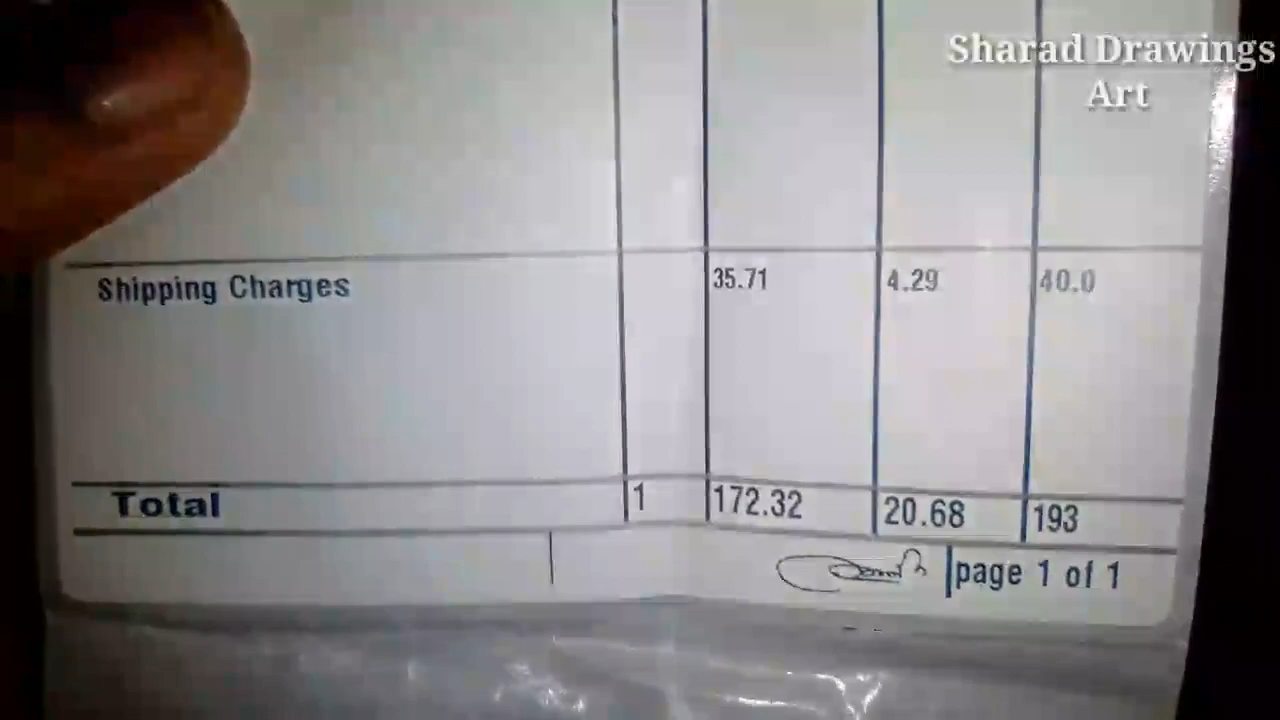 Sharad Drawings
Art
Shipping Charges 35.71 4.29 40.0
Total 1 172.32 20.68 193
page 1 of 1